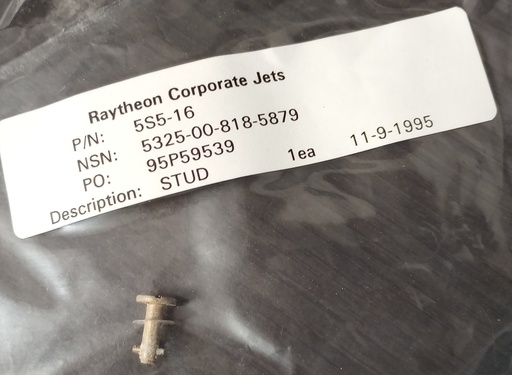 Raytheon Corporate Jets
P/N: 5S5-16
NSN: 5325-00-818-5879
PO: 95P59539
Description: STUD 1ea 11-9-1995